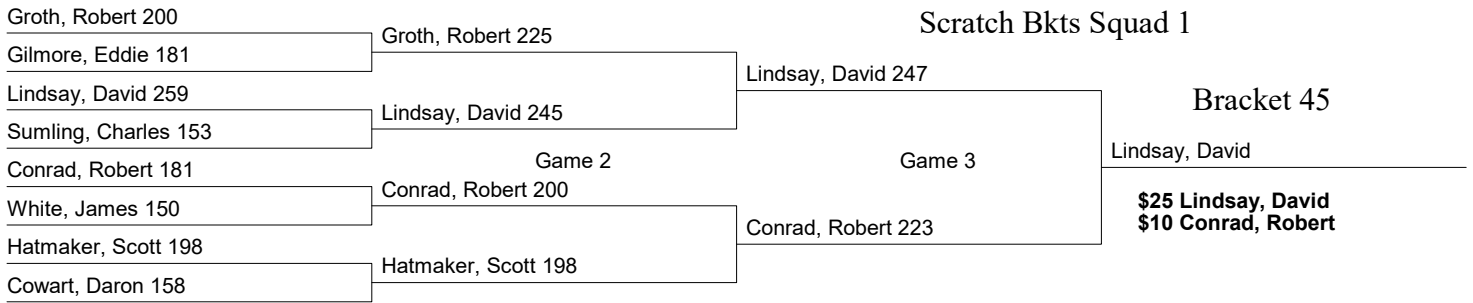 Scratch Bkts Squad 1
Bracket 45
Groth, Robert 200
Gilmore, Eddie 181
Lindsay, David 259
Sumling, Charles 153
Conrad, Robert 181
White, James 150
Hatmaker, Scott 198
Cowart, Daron 158
Groth, Robert 225
Lindsay, David 245
Game 2
Conrad, Robert 200
Hatmaker, Scott 198
Lindsay, David 247
Game 3
Conrad, Robert 223
Lindsay, David
$25 Lindsay, David
$10 Conrad, Robert